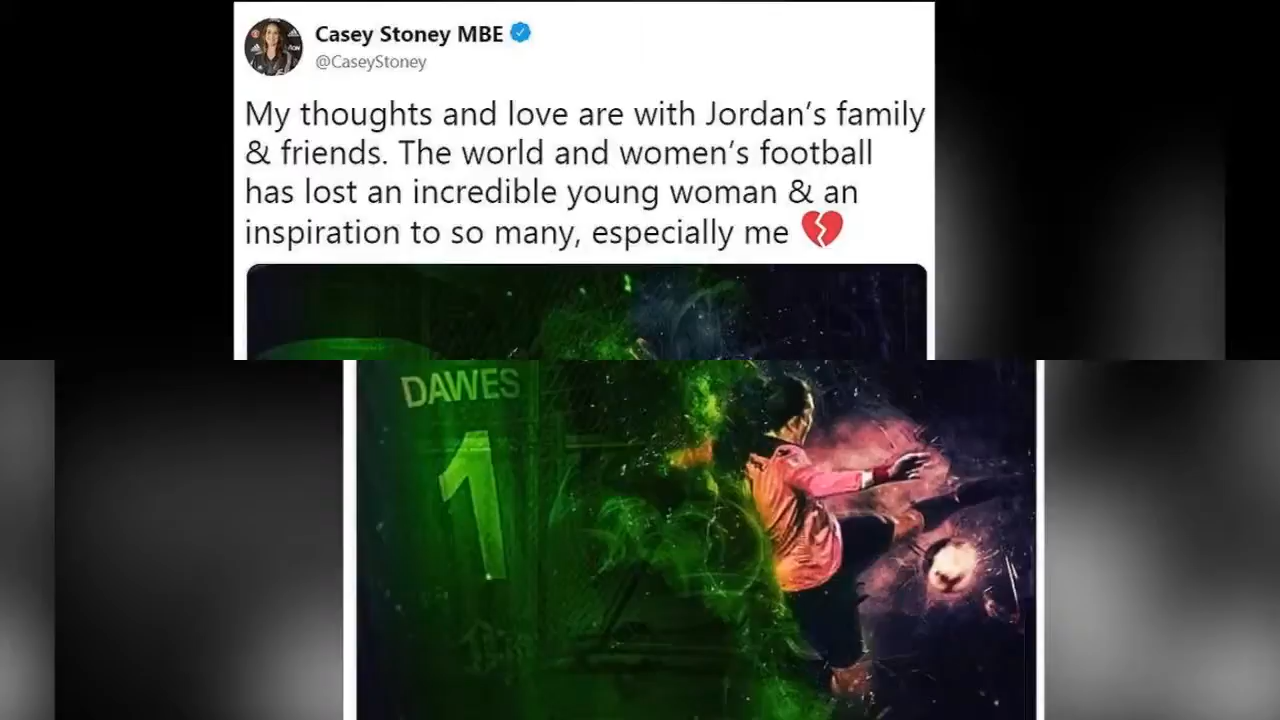 Casey Stoney MBE
@CaseyStoney
My thoughts and love are with Jordan’s family
& friends. The world and women’s football
has lost an incredible young woman & an
inspiration to so many, especially me 💔
DAWES
1